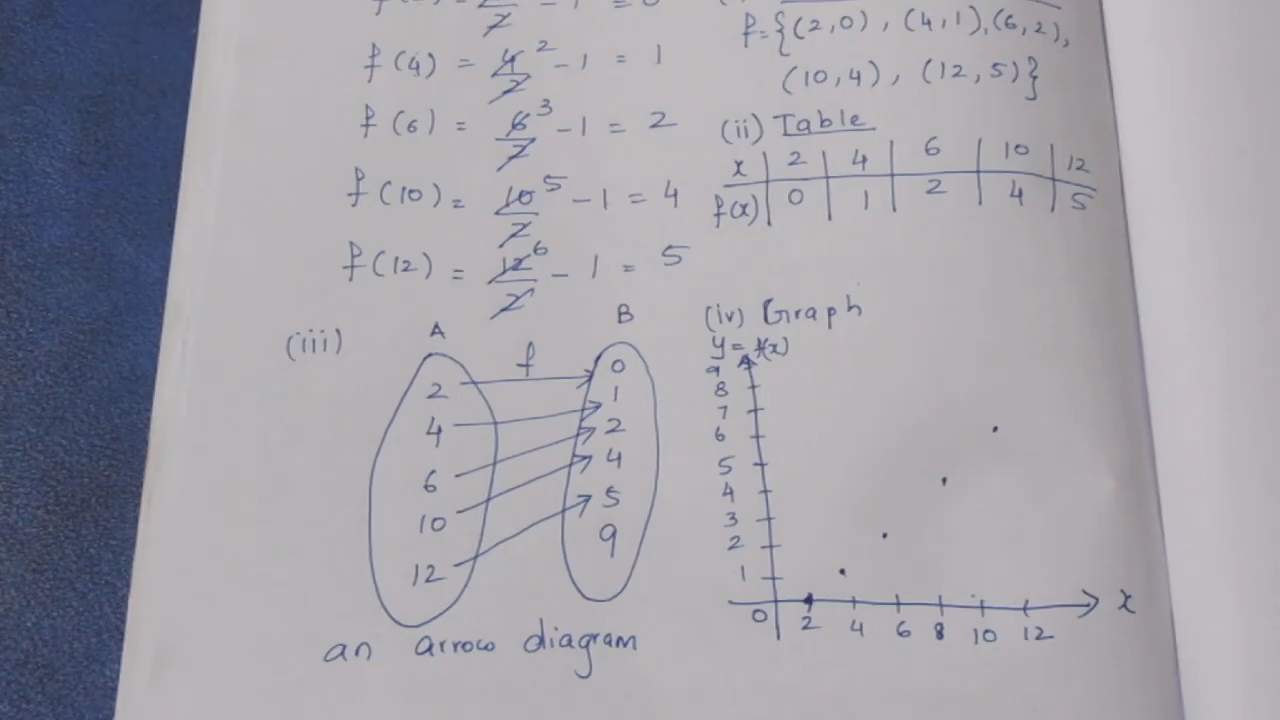 f(4) = 4/2 2 - 1 = 1
f(6) = 6/2 3 - 1 = 2
f(10) = 10/2 5 - 1 = 4
f(12) = 12/2 6 - 1 = 5
f={(2,0), (4,1),(6,2),
(10,4), (12,5)}
(ii) Table
x 2 4 6 10 12
f(x) 0 1 2 4 5
(iii)
A B
f
2 0
4 1
6 2
10 4
12 5
9
an arrow diagram
(iv) Graph
y = f(x)
9
8
7
6
5
4
3
2
1
0 2 4 6 8 10 12 x